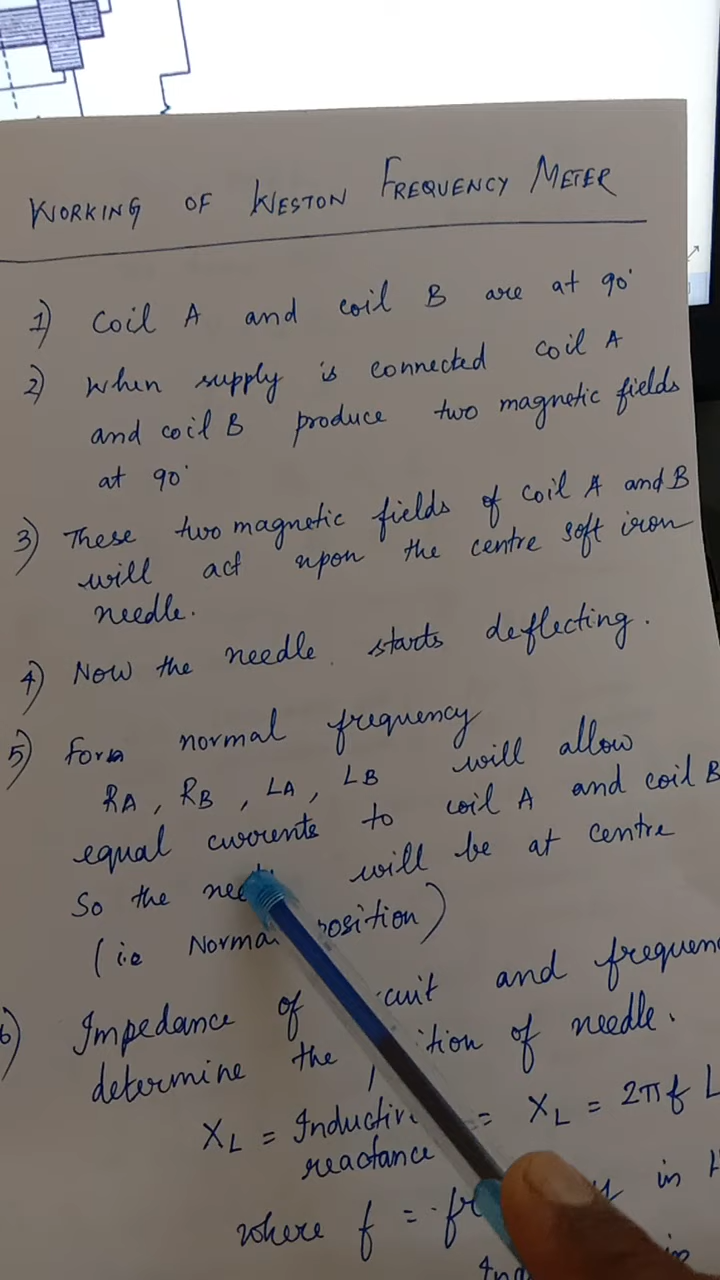 WORKING OF WESTON FREQUENCY METER
1) Coil A and coil B are at 90°
2) When supply is connected coil A
and coil B produce two magnetic fields
at 90°
3) These two magnetic fields of coil A and B
will act upon the centre soft iron
needle.
4) Now the needle starts deflecting.
5) For normal frequency
RA, RB, LA, LB will allow
equal currents to coil A and coil B
So the will be at centre
(ie
6) Impedance of and
determine the of needle.
XL = = XL = 2πf L
reactance
where f = in